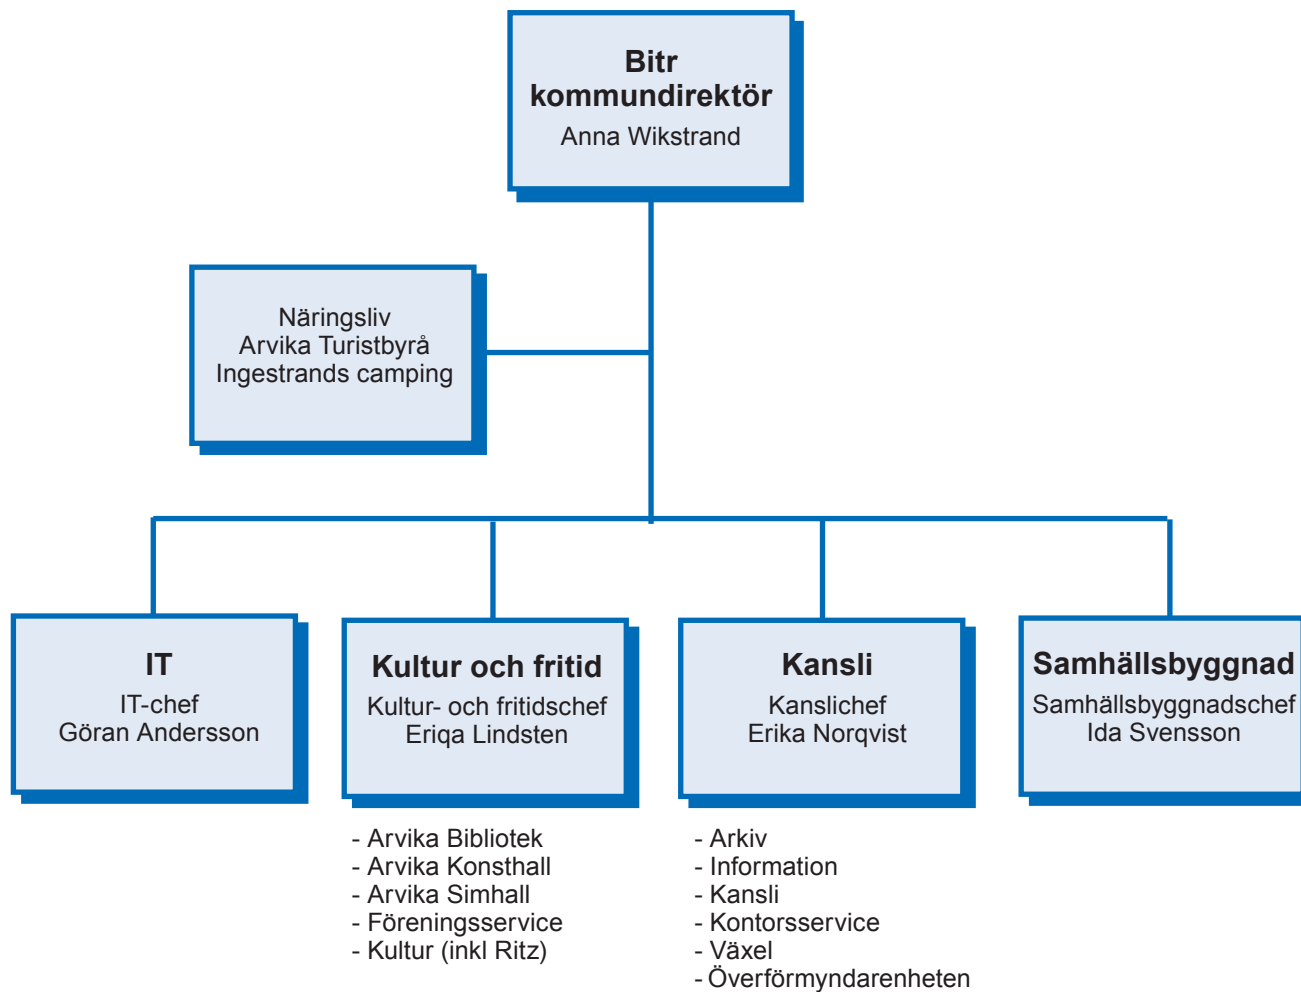 Bitr
kommundirektör
Anna Wikstrand
Näringsliv
Arvika Turistbyrå
Ingestrands camping
IT
IT-chef
Göran Andersson
Kultur och fritid
Kultur- och fritidschef
Eriqa Lindsten
- Arvika Bibliotek
- Arvika Konsthall
- Arvika Simhall
- Föreningsservice
- Kultur (inkl Ritz)
Kansli
Kanslichef
Erika Norqvist
- Arkiv
- Information
- Kansli
- Kontorsservice
- Växel
- Överförmyndarenheten
Samhällsbyggnad
Samhällsbyggnadschef
Ida Svensson